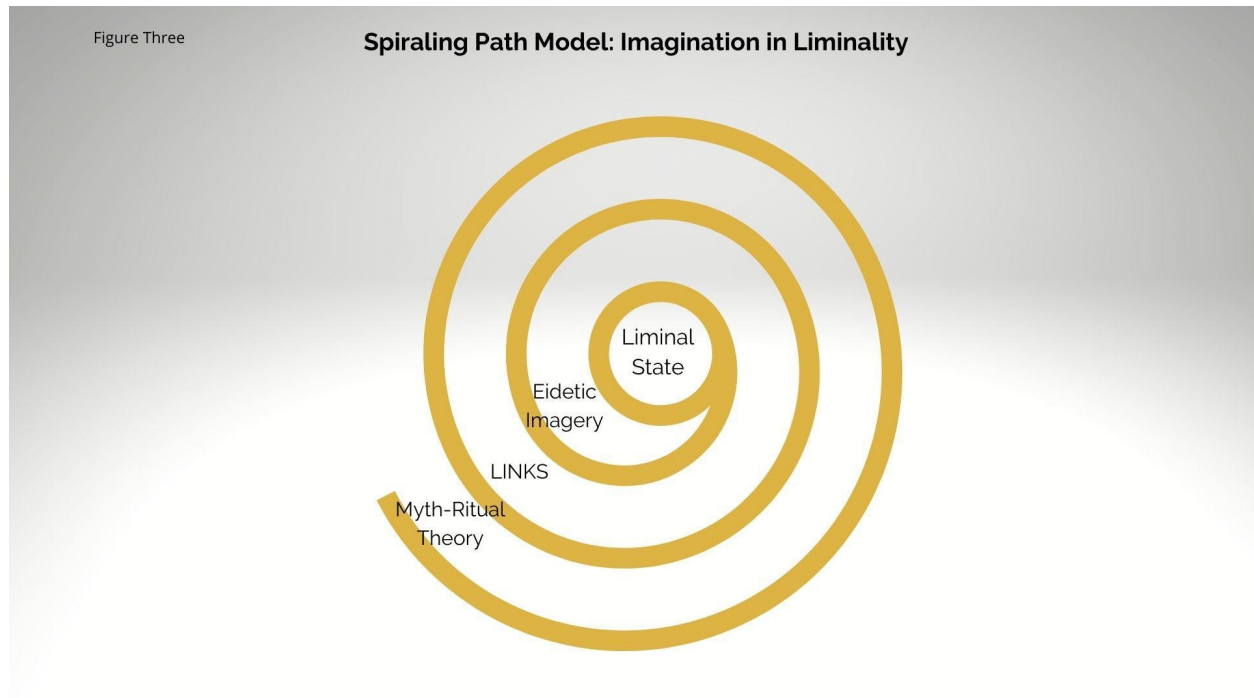 Figure Three
Spiraling Path Model: Imagination in Liminality
Liminal
State
Eidetic
Imagery
LINKS
Myth-Ritual
Theory